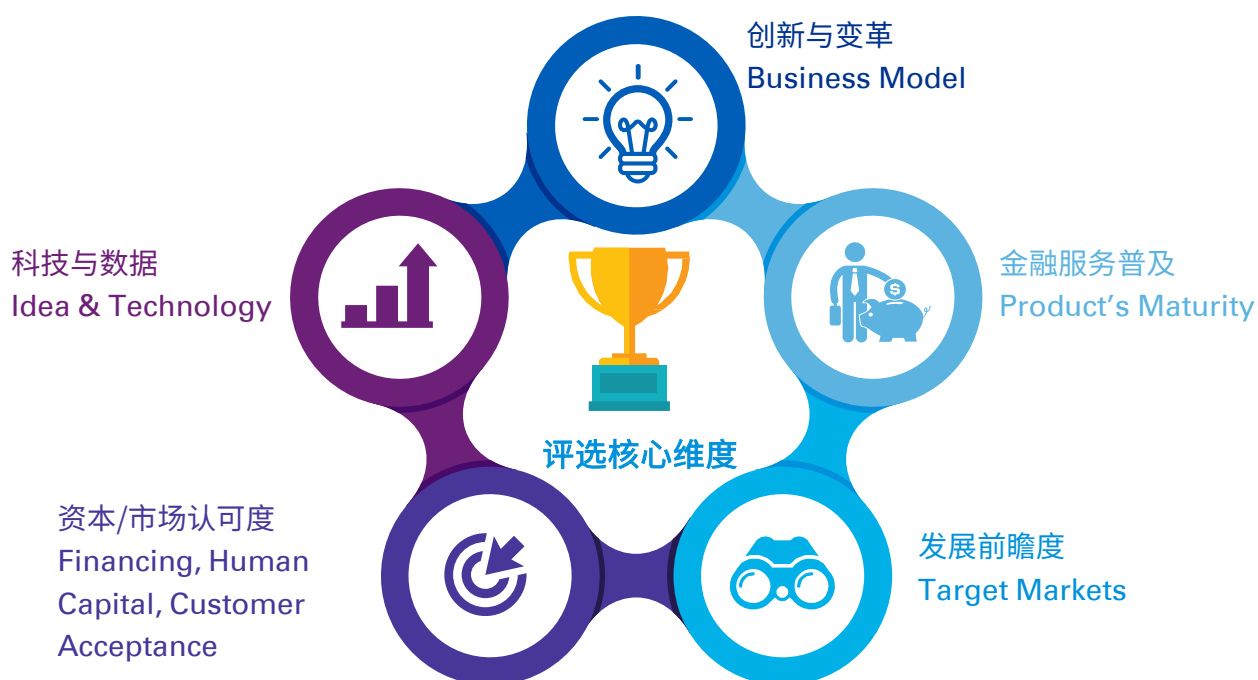 创新与变革
Business Model
科技与数据
Idea & Technology
金融服务普及
Product’s Maturity
$
评选核心维度
资本/市场认可度
Financing, Human
Capital, Customer
Acceptance
发展前瞻度
Target Markets